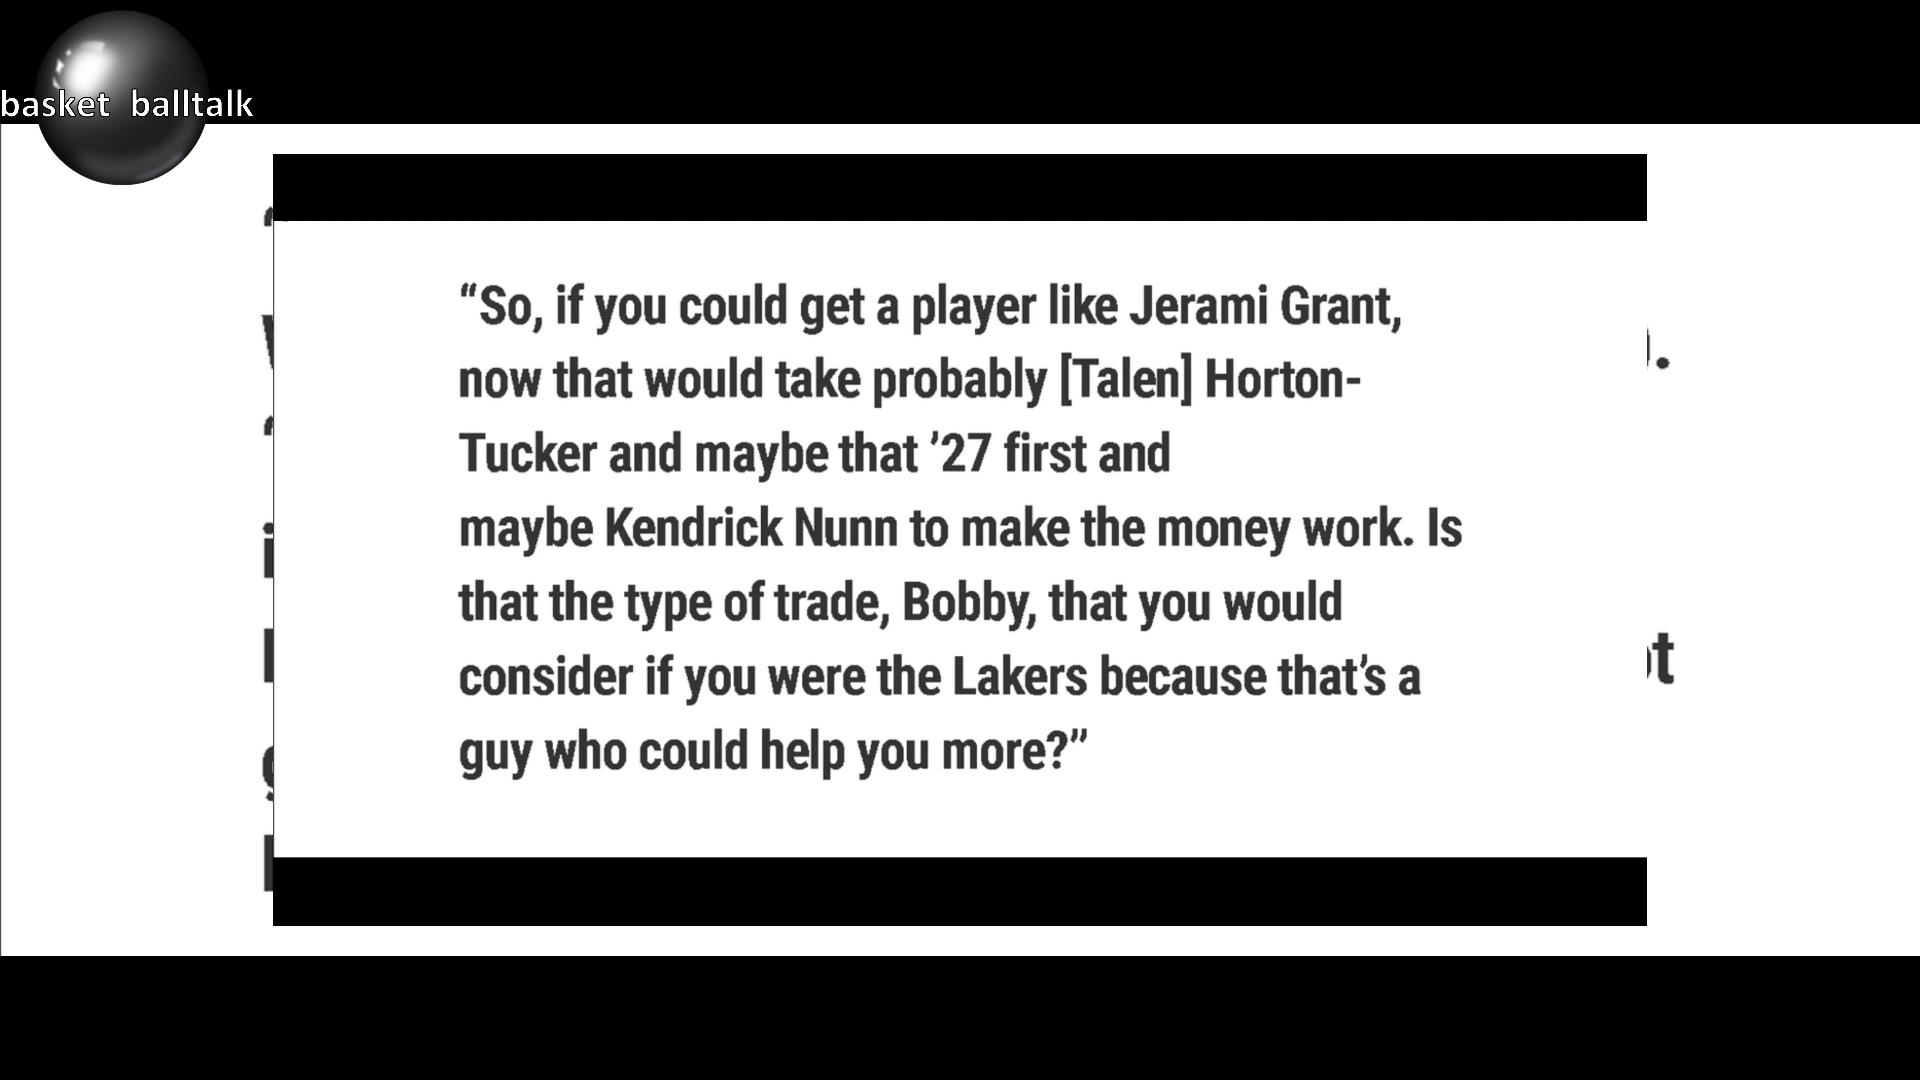 basket balltalk
“So, if you could get a player like Jerami Grant,
now that would take probably [Talen] Horton-
Tucker and maybe that ’27 first and
maybe Kendrick Nunn to make the money work. Is
that the type of trade, Bobby, that you would
consider if you were the Lakers because that’s a
guy who could help you more?”